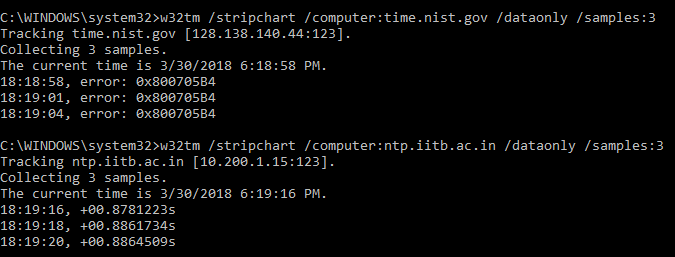 C:\WINDOWS\system32>w32tm /stripchart /computer:time.nist.gov /dataonly /samples:3
Tracking time.nist.gov [128.138.140.44:123].
Collecting 3 samples.
The current time is 3/30/2018 6:18:58 PM.
18:18:58, error: 0x800705B4
18:19:01, error: 0x800705B4
18:19:04, error: 0x800705B4
C:\WINDOWS\system32>w32tm /stripchart /computer:ntp.iitb.ac.in /dataonly /samples:3
Tracking ntp.iitb.ac.in [10.200.1.15:123].
Collecting 3 samples.
The current time is 3/30/2018 6:19:16 PM.
18:19:16, +00.8781223s
18:19:18, +00.8861734s
18:19:20, +00.8864509s